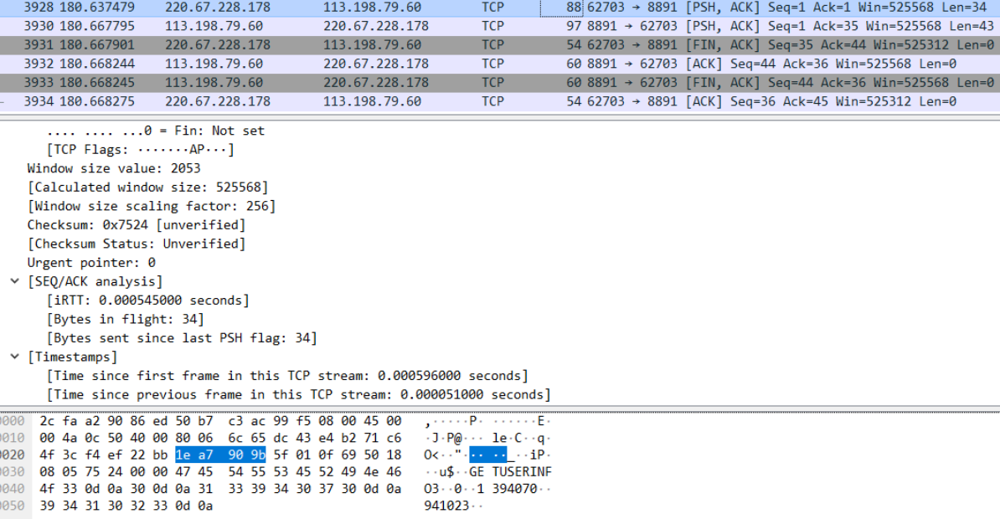 3928 180.637479 220.67.228.178 113.198.79.60 TCP 88 62703 → 8891 [PSH, ACK] Seq=1 Ack=1 Win=525568 Len=34
3930 180.667795 113.198.79.60 220.67.228.178 TCP 97 8891 → 62703 [PSH, ACK] Seq=1 Ack=35 Win=525568 Len=43
3931 180.667901 220.67.228.178 113.198.79.60 TCP 54 62703 → 8891 [FIN, ACK] Seq=35 Ack=44 Win=525312 Len=0
3932 180.668244 113.198.79.60 220.67.228.178 TCP 60 8891 → 62703 [ACK] Seq=44 Ack=36 Win=525568 Len=0
3933 180.668245 113.198.79.60 220.67.228.178 TCP 60 8891 → 62703 [FIN, ACK] Seq=44 Ack=36 Win=525568 Len=0
3934 180.668275 220.67.228.178 113.198.79.60 TCP 54 62703 → 8891 [ACK] Seq=36 Ack=45 Win=525312 Len=0
.... .... ...0 = Fin: Not set
[TCP Flags: ·······AP···]
Window size value: 2053
[Calculated window size: 525568]
[Window size scaling factor: 256]
Checksum: 0x7524 [unverified]
[Checksum Status: Unverified]
Urgent pointer: 0
[SEQ/ACK analysis]
[iRTT: 0.000545000 seconds]
[Bytes in flight: 34]
[Bytes sent since last PSH flag: 34]
[Timestamps]
[Time since first frame in this TCP stream: 0.000596000 seconds]
[Time since previous frame in this TCP stream: 0.000051000 seconds]
0000 2c fa a2 90 86 ed 50 b7 c3 ac 99 f5 08 00 45 00 ,·····P· ······E·
0010 00 4a 0c 50 40 00 80 06 6c 65 dc 43 e4 b2 71 c6 ·J·P@··· le·C··q·
0020 4f 3c f4 ef 22 bb 1e a7 90 9b 5f 01 0f 69 50 18 O<··"··· ··_··iP·
0030 08 05 75 24 00 00 47 45 54 55 53 45 52 49 4e 46 ··u$··GE TUSERINF
0040 4f 33 0d 0a 30 0d 0a 31 33 39 34 30 37 30 0d 0a O3··0··1 394070··
0050 39 34 31 30 32 33 0d 0a 941023··